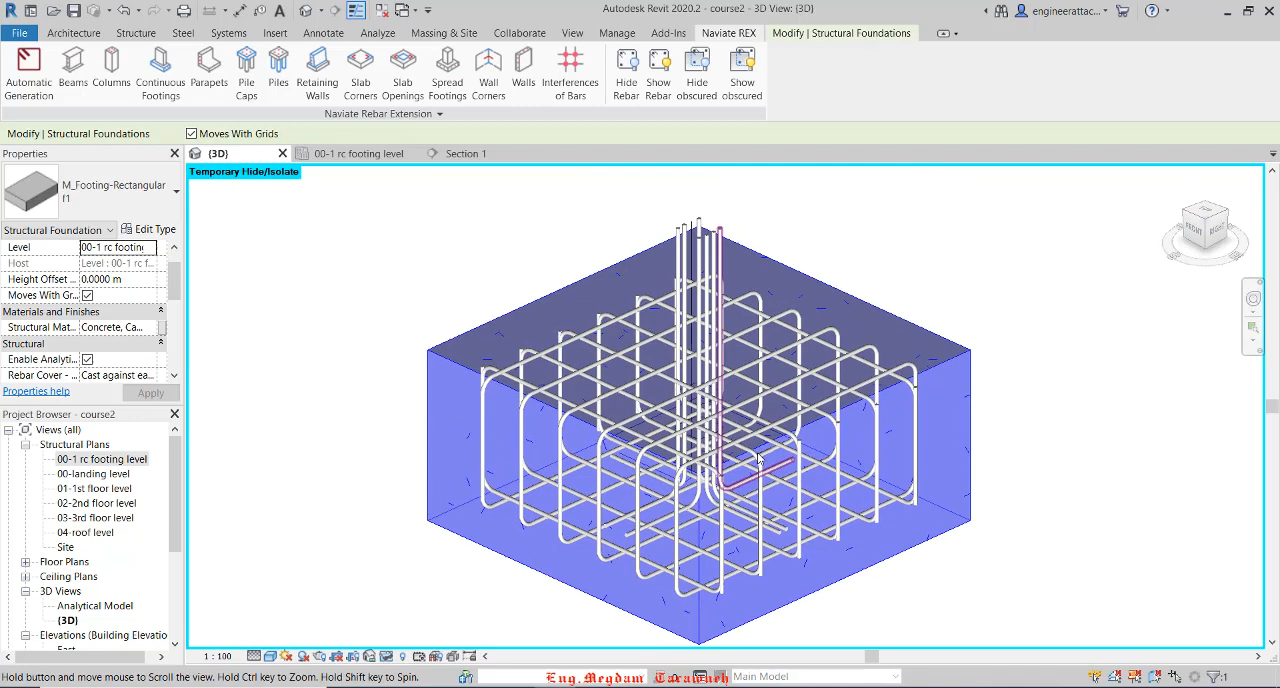 Autodesk Revit 2020.2 - course2 - 3D View: {3D}
engineerattac...
File Architecture Structure Steel Systems Insert Annotate Analyze Massing & Site Collaborate View Manage Add-Ins Naviate REX Modify | Structural Foundations
Automatic Generation
Beams
Columns
Continuous Footings
Parapets
Pile Caps
Piles
Retaining Walls
Slab Corners
Slab Openings
Spread Footings
Wall Corners
Walls
Interferences of Bars
Hide Rebar
Show Rebar
Hide obscured
Show obscured
Naviate Rebar Extension
Modify | Structural Foundations Moves With Grids
Properties
{3D}
00-1 rc footing level
Section 1
Temporary Hide/Isolate
M_Footing-Rectangular
f1
Structural Foundation Edit Type
Level 00-1 rc footing
Host Level : 00-1 rc f...
Height Offset ... 0.0000 m
Moves With Gr...
Materials and Finishes
Structural Mat... Concrete, Ca...
Structural
Enable Analyti...
Rebar Cover - ... Cast against ea...
Properties help Apply
Project Browser - course2
Views (all)
Structural Plans
00-1 rc footing level
00-landing level
01-1st floor level
02-2nd floor level
03-3rd floor level
04-roof level
Site
Floor Plans
Ceiling Plans
3D Views
Analytical Model
{3D}
Elevations (Building Elevatio
East
FRONT
RIGHT
1 : 100
Hold button and move mouse to Scroll the view. Hold Ctrl key to Zoom. Hold Shift key to Spin.
Eng.Meqdam Tarawneh
Main Model
:1